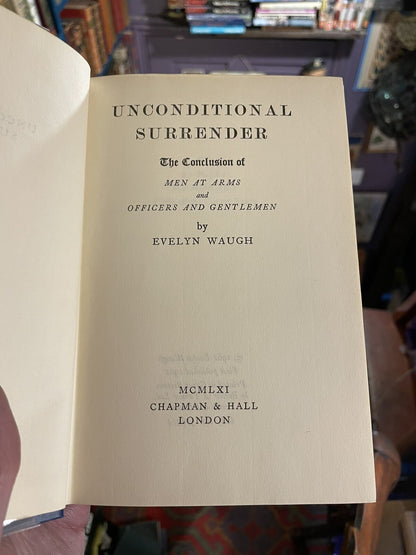 UNCONDITIONAL
SURRENDER
The Conclusion of
MEN AT ARMS
and
OFFICERS AND GENTLEMEN
by
EVELYN WAUGH
MCMLXI
CHAPMAN & HALL
LONDON